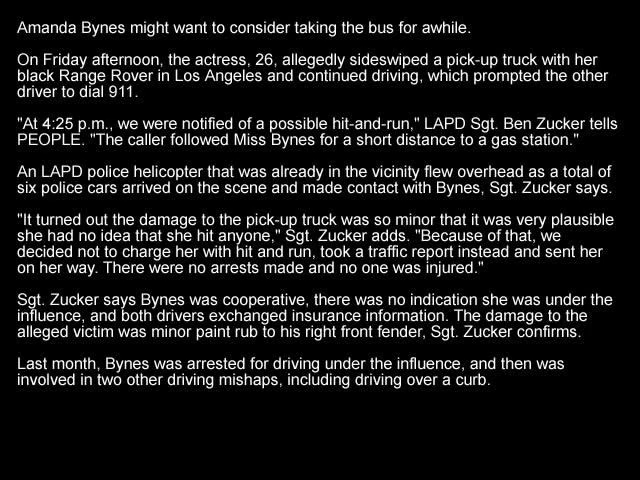 Amanda Bynes might want to consider taking the bus for awhile.
On Friday afternoon, the actress, 26, allegedly sideswiped a pick-up truck with her
black Range Rover in Los Angeles and continued driving, which prompted the other
driver to dial 911.
"At 4:25 p.m., we were notified of a possible hit-and-run," LAPD Sgt. Ben Zucker tells
PEOPLE. "The caller followed Miss Bynes for a short distance to a gas station."
An LAPD police helicopter that was already in the vicinity flew overhead as a total of
six police cars arrived on the scene and made contact with Bynes, Sgt. Zucker says.
"It turned out the damage to the pick-up truck was so minor that it was very plausible
she had no idea that she hit anyone," Sgt. Zucker adds. "Because of that, we
decided not to charge her with hit and run, took a traffic report instead and sent her
on her way. There were no arrests made and no one was injured."
Sgt. Zucker says Bynes was cooperative, there was no indication she was under the
influence, and both drivers exchanged insurance information. The damage to the
alleged victim was minor paint rub to his right front fender, Sgt. Zucker confirms.
Last month, Bynes was arrested for driving under the influence, and then was
involved in two other driving mishaps, including driving over a curb.